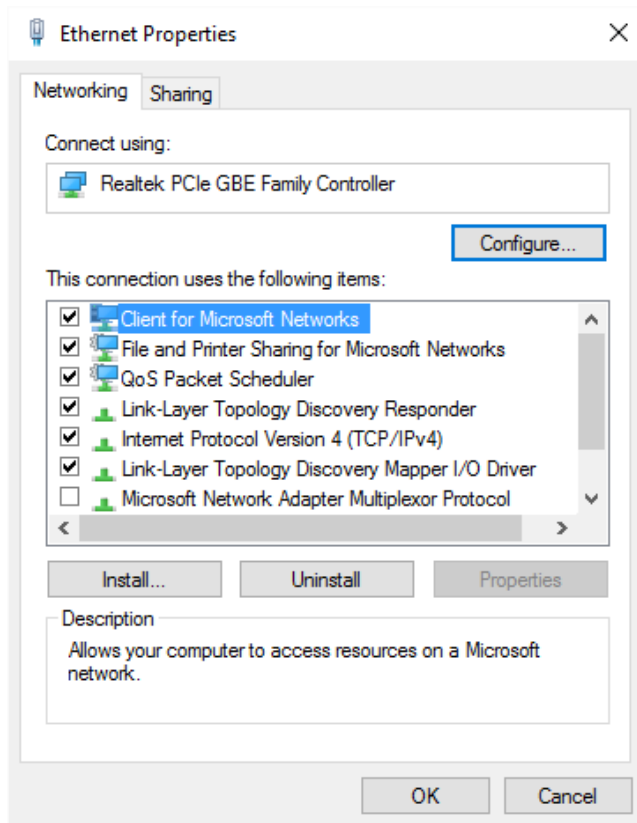 Ethernet Properties
Networking
Sharing
Connect using:
Realtek PCIe GBE Family Controller
Configure...
This connection uses the following items:
Client for Microsoft Networks
File and Printer Sharing for Microsoft Networks
QoS Packet Scheduler
Link-Layer Topology Discovery Responder
Internet Protocol Version 4 (TCP/IPv4)
Link-Layer Topology Discovery Mapper I/O Driver
Microsoft Network Adapter Multiplexor Protocol
Install...
Uninstall
Properties
Description
Allows your computer to access resources on a Microsoft
network.
OK
Cancel